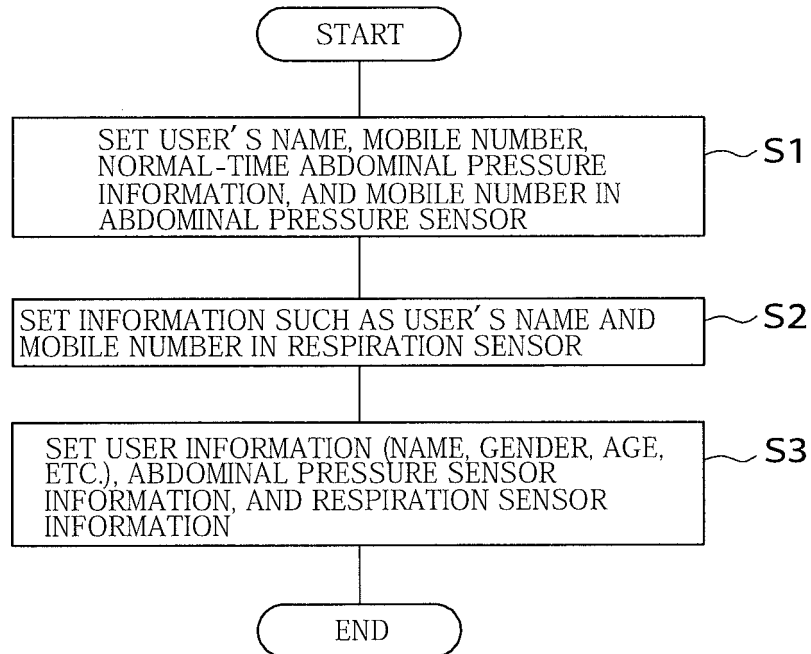 START
SET USER'S NAME, MOBILE NUMBER,
NORMAL-TIME ABDOMINAL PRESSURE
INFORMATION, AND MOBILE NUMBER IN
ABDOMINAL PRESSURE SENSOR
S1
SET INFORMATION SUCH AS USER'S NAME AND
MOBILE NUMBER IN RESPIRATION SENSOR
S2
SET USER INFORMATION (NAME, GENDER, AGE,
ETC.), ABDOMINAL PRESSURE SENSOR
INFORMATION, AND RESPIRATION SENSOR
INFORMATION
S3
END